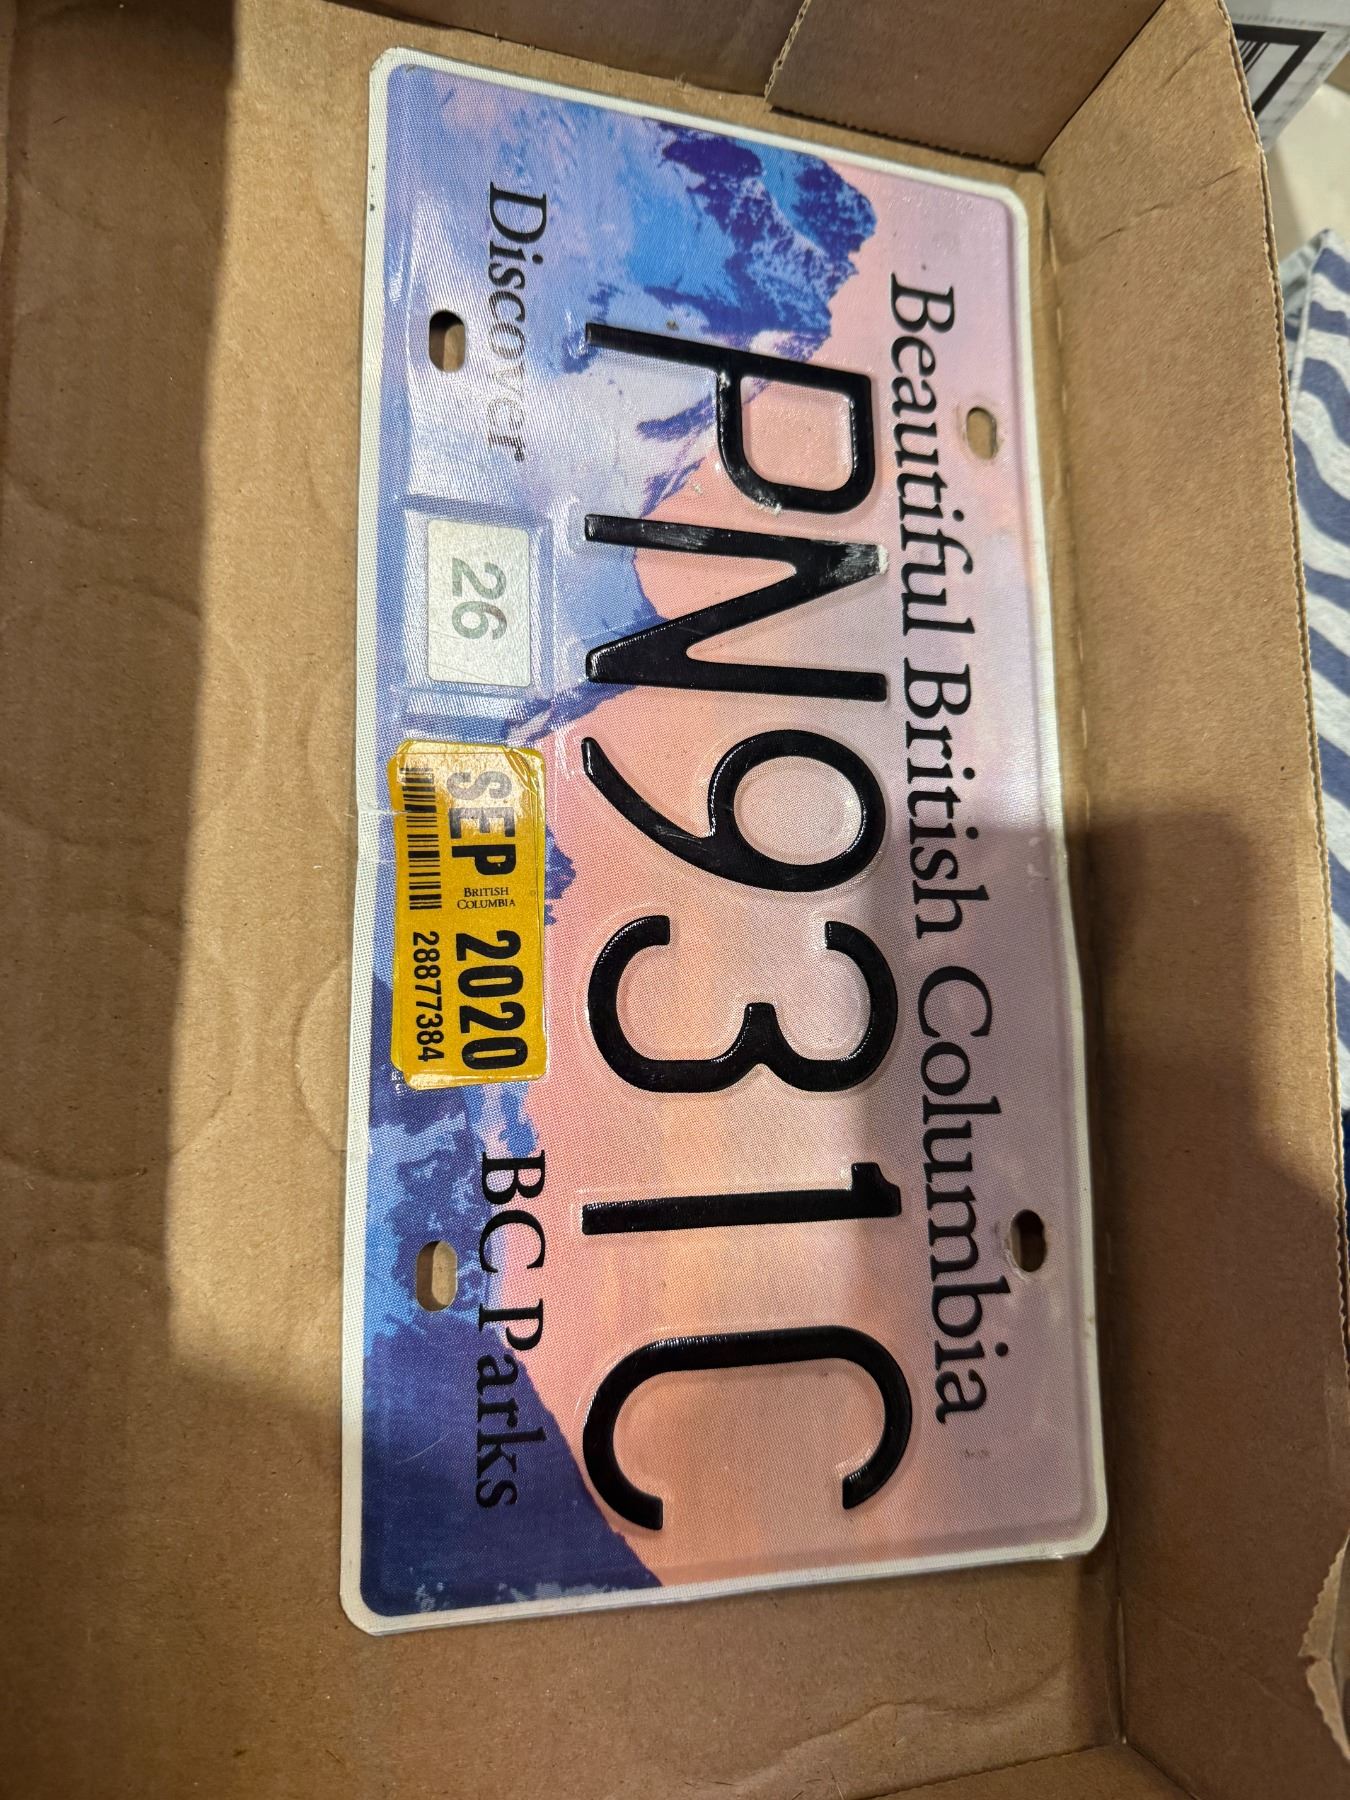 Beautiful British Columbia
PN931C
Discover
26
SEP BRITISH COLUMBIA 2020
28877384
BC Parks